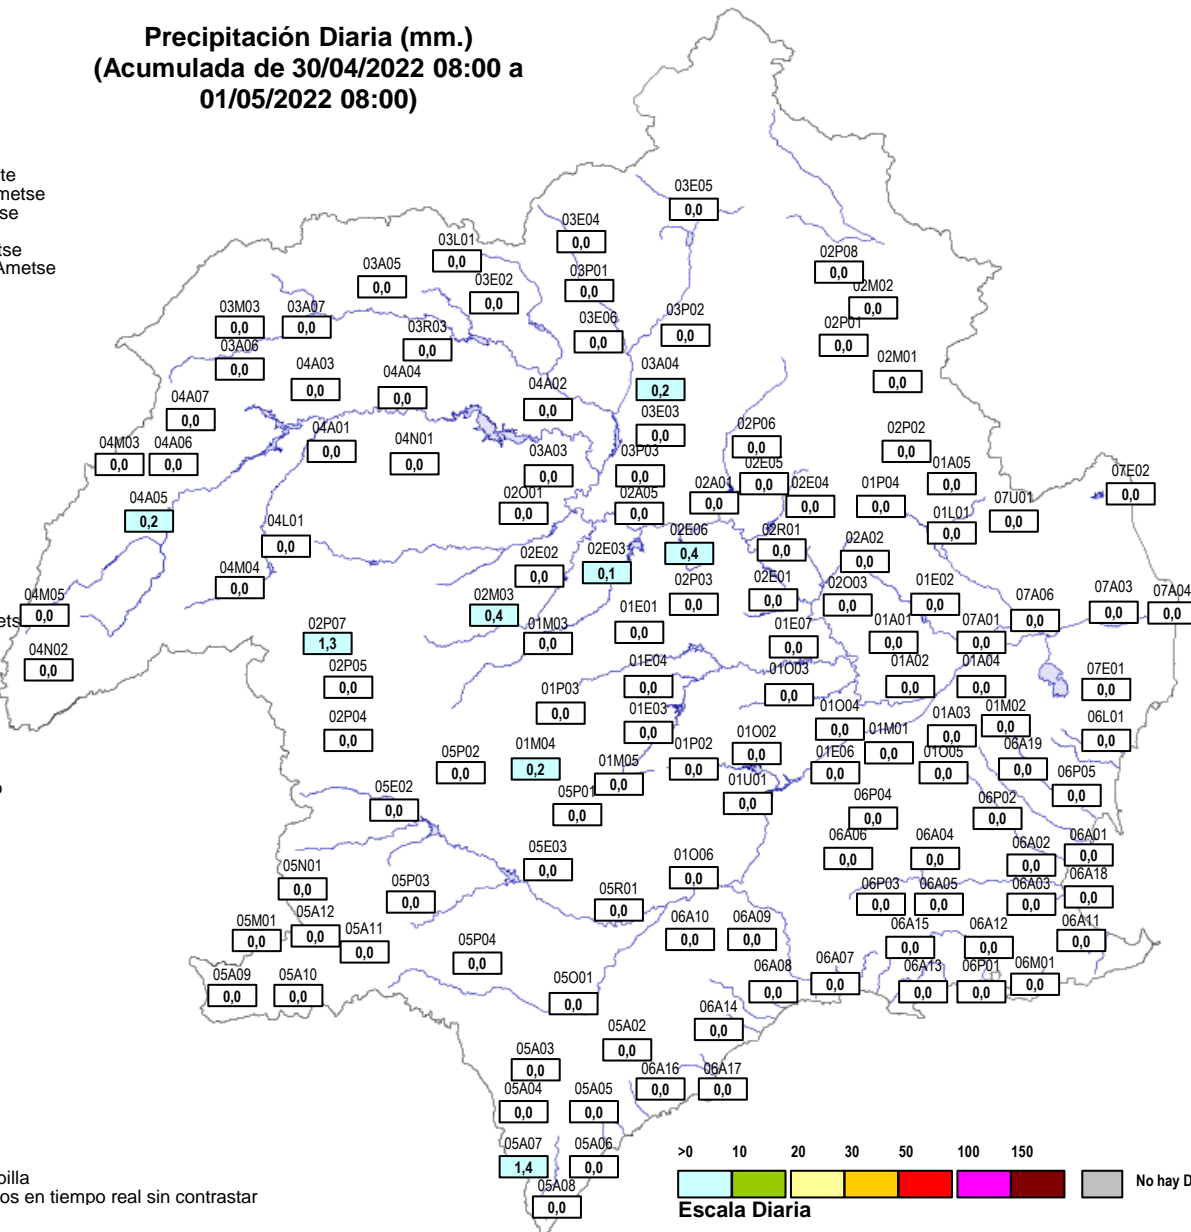 Precipitación Diaria (mm.)
(Acumulada de 30/04/2022 08:00 a
01/05/2022 08:00)
te
metse
se
tse
Ametse
03E05
0,0
03E04
0,0
03L01
0,0
03A05
0,0
03E02
0,0
03P01
0,0
02P08
0,0
02M02
0,0
03M03
0,0
03A07
0,0
03R03
0,0
03E06
0,0
03P02
0,0
02P01
0,0
03A06
0,0
04A03
0,0
04A04
0,0
03A04
0,2
02M01
0,0
04A07
0,0
04A02
0,0
03E03
0,0
04M03
0,0
04A06
0,0
04A01
0,0
04N01
0,0
03A03
0,0
03P03
0,0
02P06
0,0
02P02
0,0
02E05
0,0
01A05
0,0
07E02
0,0
04A05
0,2
02O01
0,0
02A05
0,0
02A01
0,0
02E04
0,0
01P04
0,0
07U01
0,0
04L01
0,0
02E06
0,4
02R01
0,0
01L01
0,0
02A02
0,0
04M04
0,0
02E02
0,0
02E03
0,1
02E01
0,0
02P03
0,0
02O03
0,0
01E02
0,0
07A03
0,0
07A04
0,0
04M05
0,0
ets
02M03
0,4
01E01
0,0
07A06
0,0
02P07
1,3
01M03
0,0
01E07
0,0
01A01
0,0
07A01
0,0
04N02
0,0
02P05
0,0
01E04
0,0
01O03
0,0
01A02
0,0
01A04
0,0
07E01
0,0
01P03
0,0
01E03
0,0
01O04
0,0
01M02
0,0
02P04
0,0
01A03
0,0
06L01
0,0
05P02
0,0
01M04
0,2
01M05
0,0
01P02
0,0
01O02
0,0
01M01
0,0
01E06
0,0
01O05
0,0
06A19
0,0
06P05
0,0
o
05E02
0,0
05P01
0,0
01U01
0,0
06P04
0,0
06P02
0,0
05E03
0,0
01O06
0,0
06A06
0,0
06A04
0,0
06A02
0,0
06A01
0,0
05N01
0,0
05P03
0,0
05R01
0,0
06P03
0,0
06A05
0,0
06A03
0,0
06A18
0,0
05M01
0,0
05A12
0,0
05A11
0,0
06A10
0,0
06A09
0,0
06A15
0,0
06A12
0,0
06A11
0,0
05P04
0,0
05A09
0,0
05A10
0,0
05O01
0,0
06A08
0,0
06A07
0,0
06A13
0,0
06P01
0,0
06M01
0,0
06A14
0,0
05A02
0,0
05A03
0,0
06A16
0,0
06A17
0,0
05A04
0,0
05A05
0,0
05A07
1,4
05A06
0,0
05A08
0,0
oilla
os en tiempo real sin contrastar
>0 10 20 30 50 100 150
No hay D
Escala Diaria